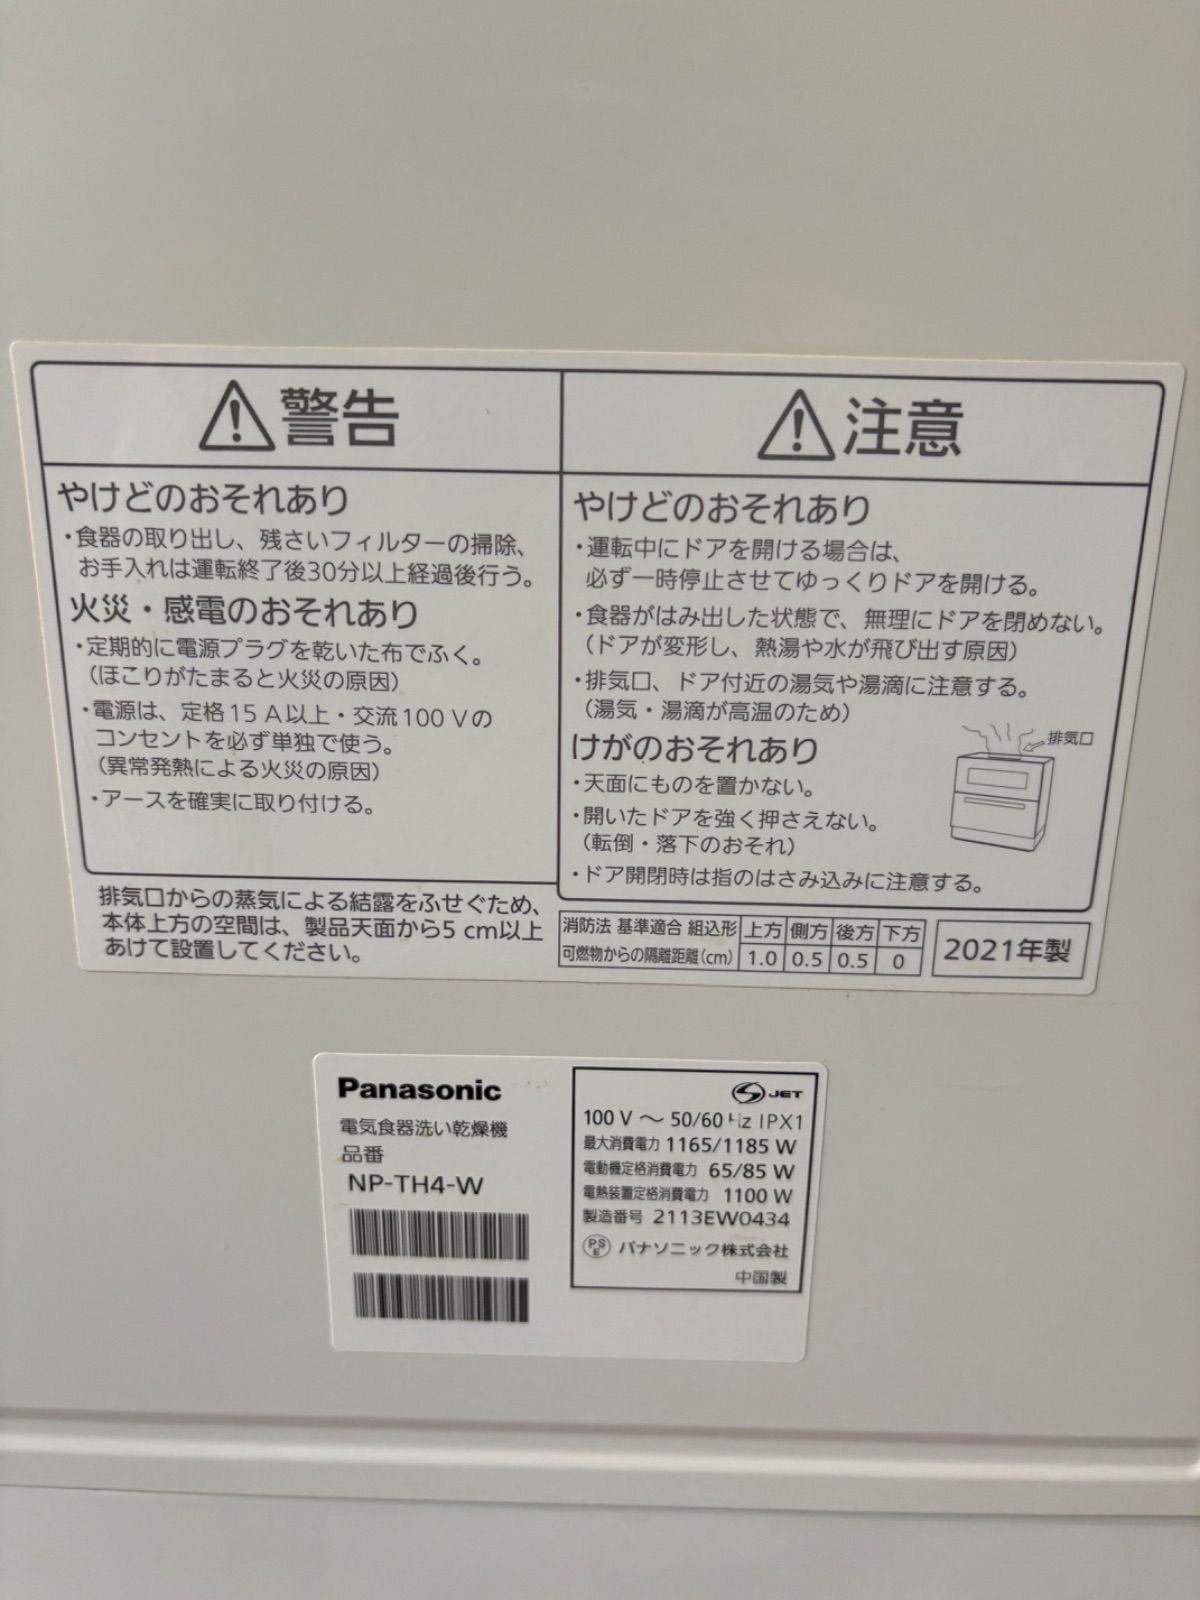 警告
やけどのおそれあり
・食器の取り出し、残さいフィルターの掃除、
お手入れは運転終了後30分以上経過後行う。
火災・感電のおそれあり
・定期的に電源プラグを乾いた布でふく。
(ほこりがたまると火災の原因)
・電源は、定格15 A以上・交流100 Vの
コンセントを必ず単独で使う。
(異常発熱による火災の原因)
・アースを確実に取り付ける。
排気口からの蒸気による結露をふせぐため、
本体上方の空間は、製品天面から5 cm以上
あけて設置してください。
注意
やけどのおそれあり
・運転中にドアを開ける場合は、
必ず一時停止させてゆっくりドアを開ける。
・食器がはみ出した状態で、無理にドアを閉めない。
(ドアが変形し、熱湯や水が飛び出す原因)
・排気口、ドア付近の湯気や湯滴に注意する。
(湯気・湯滴が高温のため)
けがのおそれあり
・天面にものを置かない。
・開いたドアを強く押さえない。
(転倒・落下のおそれ)
・ドア開閉時は指のはさみ込みに注意する。
排気口
消防法 基準適合 組込形 上方 側方 後方 下方
可燃物からの隔離距離(cm) 1.0 0.5 0.5 0
2021年製
Panasonic
電気食器洗い乾燥機
品番
NP-TH4-W
S JET
100 V ～ 50/60 Hz IPX1
最大消費電力 1165/1185 W
電動機定格消費電力 65/85 W
電熱装置定格消費電力 1100 W
製造番号 2113EW0434
PSE パナソニック株式会社
中国製